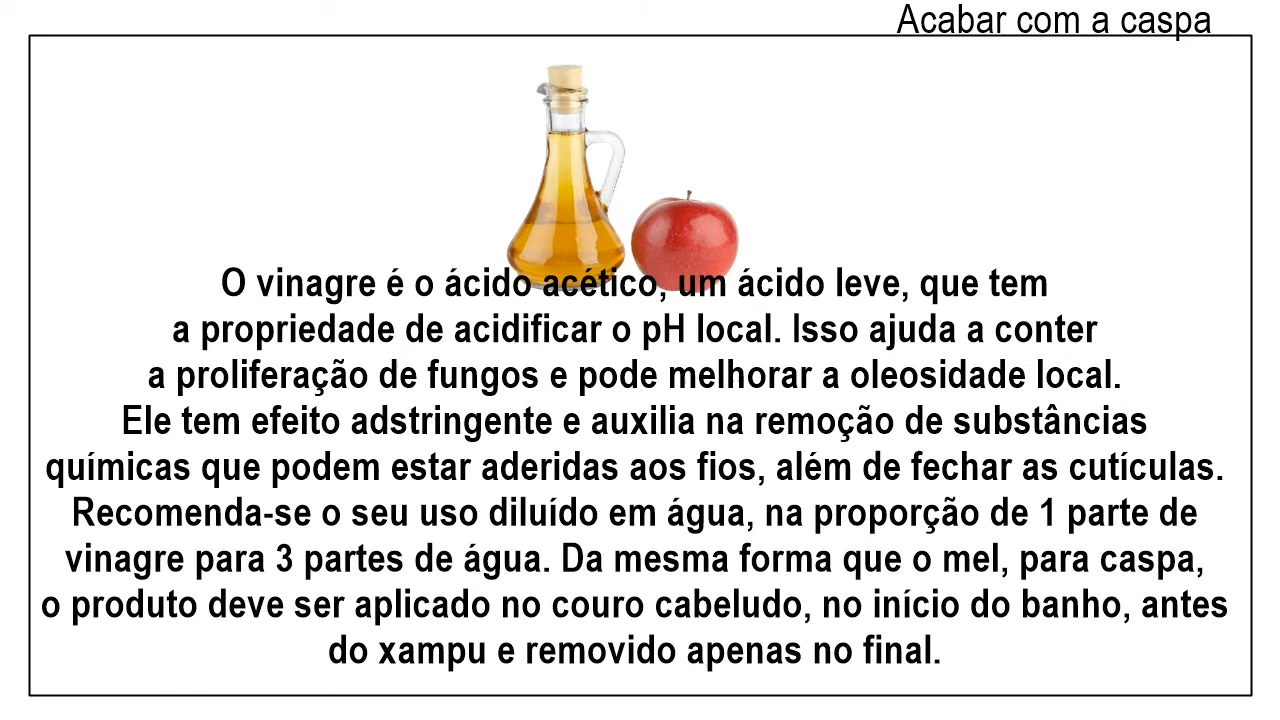 Acabar com a caspa
O vinagre é o ácido acético, um ácido leve, que tem
a propriedade de acidificar o pH local. Isso ajuda a conter
a proliferação de fungos e pode melhorar a oleosidade local.
Ele tem efeito adstringente e auxilia na remoção de substâncias
químicas que podem estar aderidas aos fios, além de fechar as cutículas.
Recomenda-se o seu uso diluído em água, na proporção de 1 parte de
vinagre para 3 partes de água. Da mesma forma que o mel, para caspa,
o produto deve ser aplicado no couro cabeludo, no início do banho, antes
do xampu e removido apenas no final.